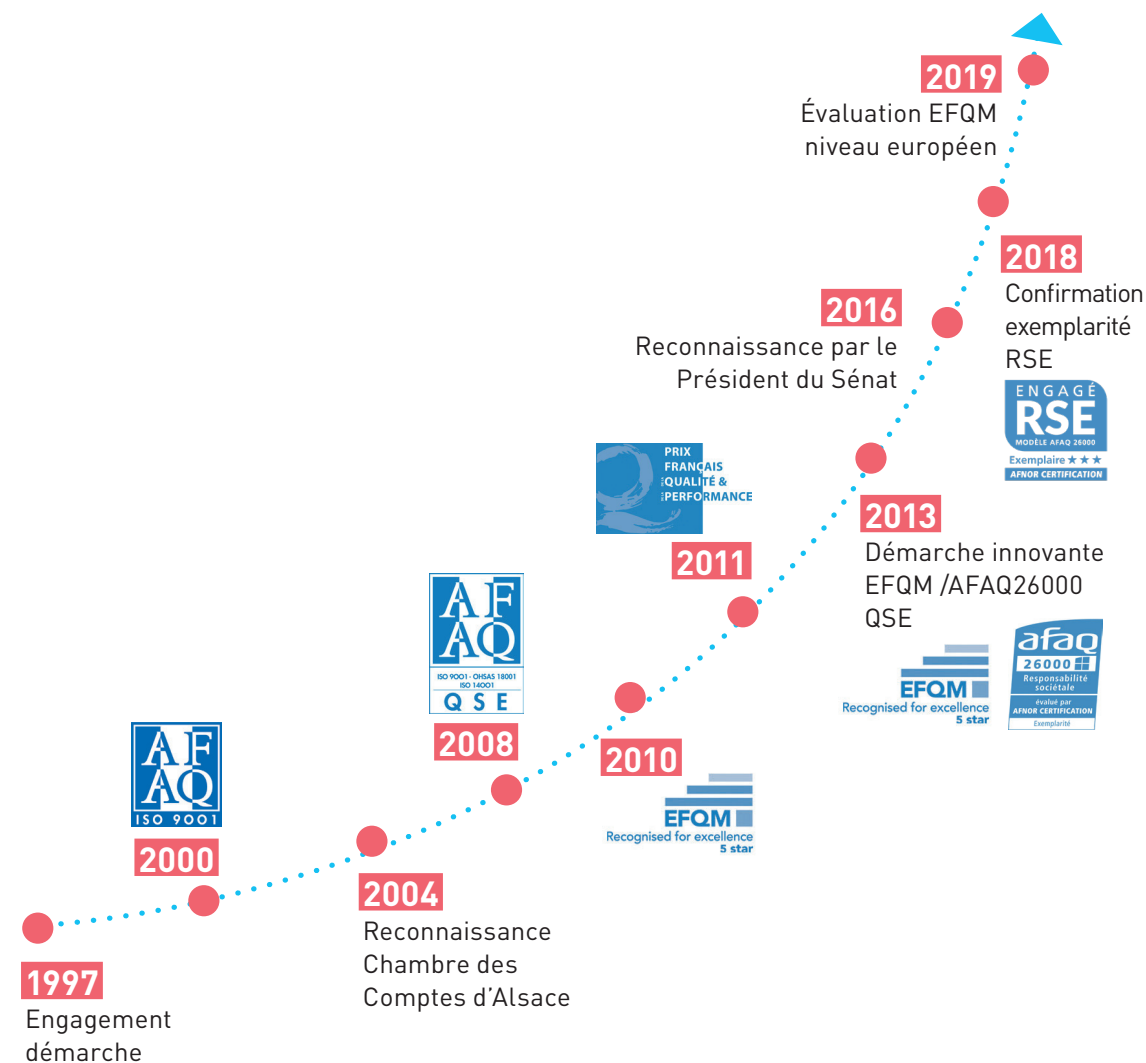 2019
Évaluation EFQM
niveau européen
2018
Confirmation
exemplarité
RSE
ENGAGÉ
RSE
MODÈLE AFAQ 26000
Exemplaire ★ ★ ★
AFNOR CERTIFICATION
2016
Reconnaissance par le
Président du Sénat
2013
Démarche innovante
EFQM /AFAQ26000
QSE
EFQM
Recognised for excellence
5 star
afaq
26000
Responsabilité
sociétale
évalué par
AFNOR CERTIFICATION
Exemplarité
PRIX
FRANÇAIS
QUALITÉ &
PERFORMANCE
2011
2010
EFQM
Recognised for excellence
5 star
AF
AQ
ISO 9001 - OHSAS 18001
ISO 14001
Q S E
2008
2004
Reconnaissance
Chambre des
Comptes d'Alsace
AF
AQ
ISO 9001
2000
1997
Engagement
démarche